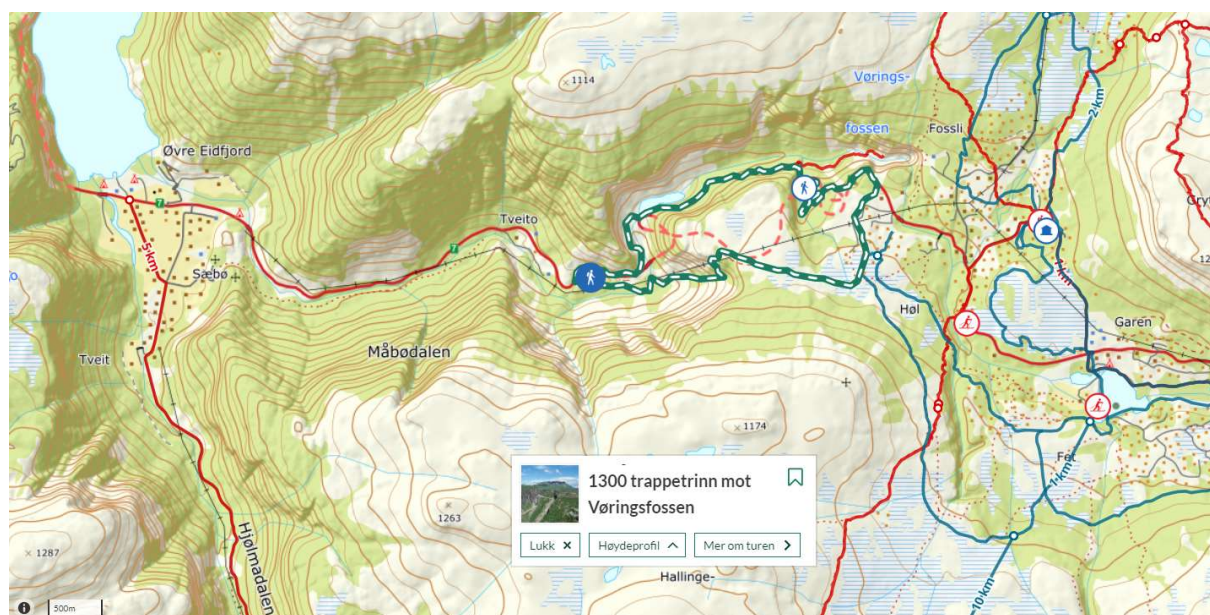 1114
Vørings-
fossen
Fossli
2 km
Øvre Eidfjord
7
5 km
Sæbø
Tveito
7
1 km
Høl
Garen
Tveit
Måbødalen
1174
Fet
1 km
1300 trappetrinn mot
Vøringsfossen
Lukk × Høydeprofil Mer om turen
1263
1287
Hjølmadalen
Hallinge-
10 km
500m